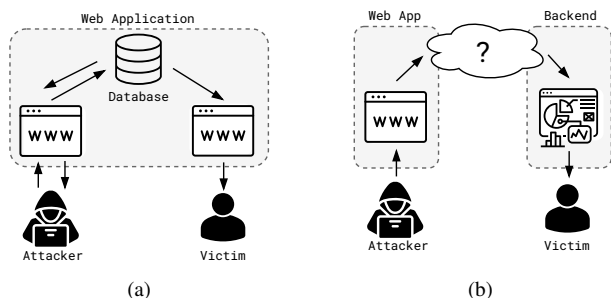 Web Application
Database
WWW
WWW
Attacker
Victim
(a)
Web App
Backend
?
WWW
Attacker
Victim
(b)